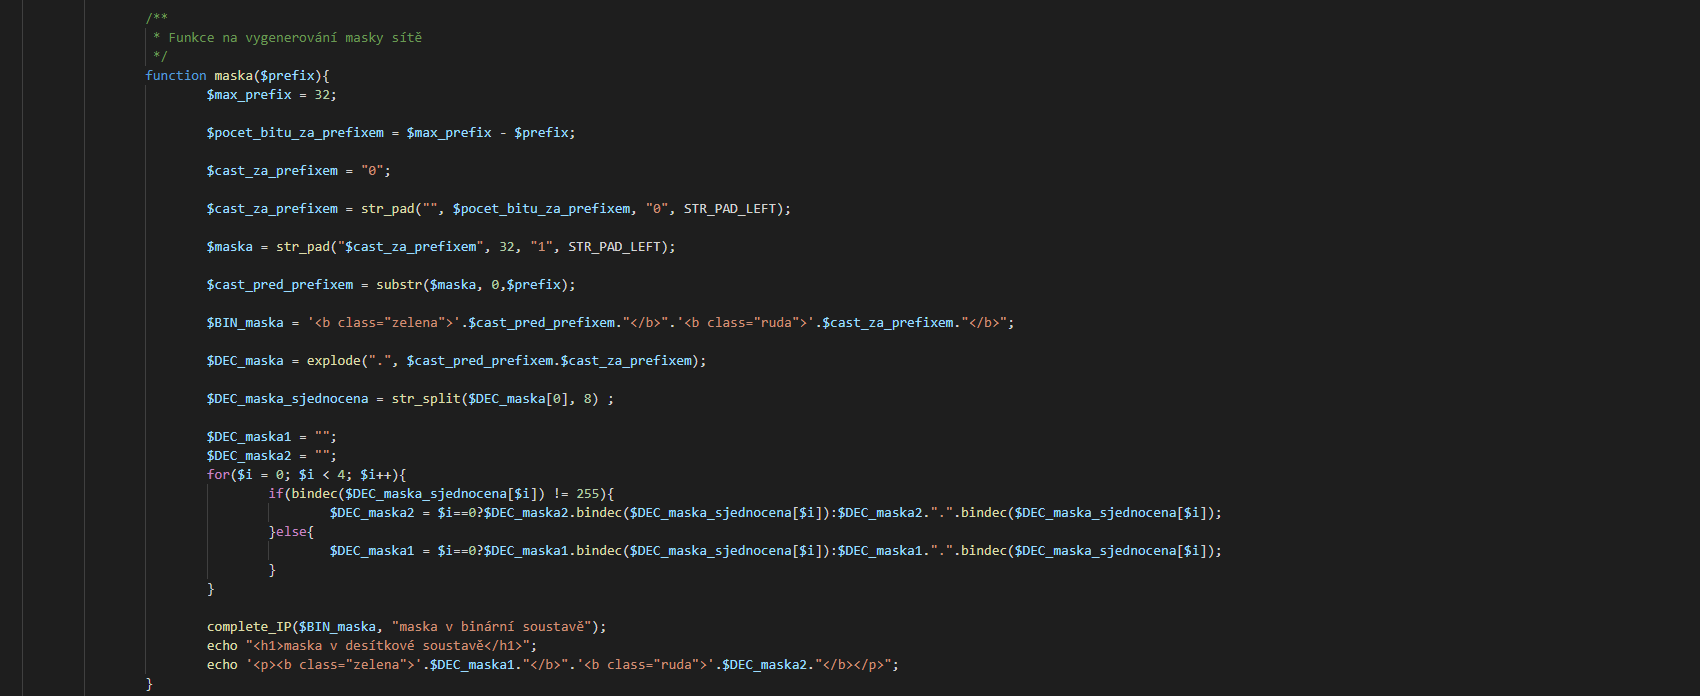 /**
* Funkce na vygenerování masky sítě
*/
function maska($prefix){
$max_prefix = 32;
$pocet_bitu_za_prefixem = $max_prefix - $prefix;
$cast_za_prefixem = "0";
$cast_za_prefixem = str_pad("", $pocet_bitu_za_prefixem, "0", STR_PAD_LEFT);
$maska = str_pad("$cast_za_prefixem", 32, "1", STR_PAD_LEFT);
$cast_pred_prefixem = substr($maska, 0,$prefix);
$BIN_maska = '<b class="zelena">'.$cast_pred_prefixem."</b>".'<b class="ruda">'.$cast_za_prefixem."</b>";
$DEC_maska = explode(".", $cast_pred_prefixem.$cast_za_prefixem);
$DEC_maska_sjednocena = str_split($DEC_maska[0], 8) ;
$DEC_maska1 = "";
$DEC_maska2 = "";
for($i = 0; $i < 4; $i++){
if(bindec($DEC_maska_sjednocena[$i]) != 255){
$DEC_maska2 = $i==0?$DEC_maska2.bindec($DEC_maska_sjednocena[$i]):$DEC_maska2.".".bindec($DEC_maska_sjednocena[$i]);
}else{
$DEC_maska1 = $i==0?$DEC_maska1.bindec($DEC_maska_sjednocena[$i]):$DEC_maska1.".".bindec($DEC_maska_sjednocena[$i]);
}
}
complete_IP($BIN_maska, "maska v binární soustavě");
echo "<h1>maska v desítkové soustavě</h1>";
echo '<p><b class="zelena">'.$DEC_maska1."</b>".'<b class="ruda">'.$DEC_maska2."</b></p>";
}